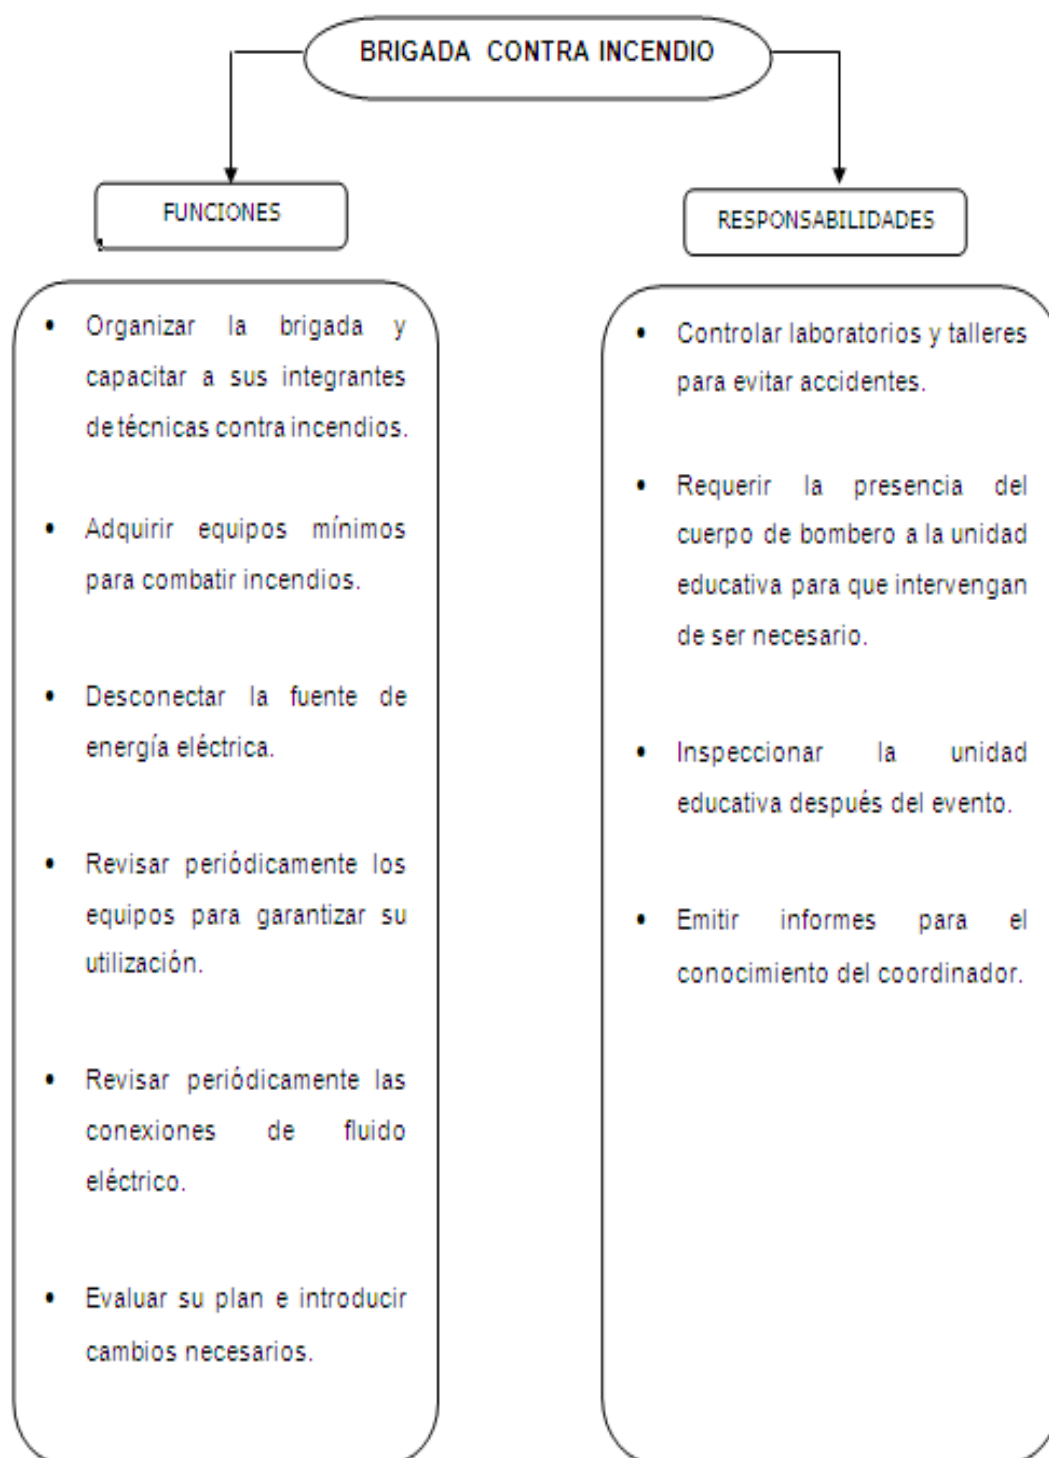 BRIGADA CONTRA INCENDIO
FUNCIONES
• Organizar la brigada y
capacitar a sus integrantes
de técnicas contra incendios.
• Adquirir equipos mínimos
para combatir incendios.
• Desconectar la fuente de
energía eléctrica.
• Revisar periódicamente los
equipos para garantizar su
utilización.
• Revisar periódicamente las
conexiones de fluido
eléctrico.
• Evaluar su plan e introducir
cambios necesarios.
RESPONSABILIDADES
• Controlar laboratorios y talleres
para evitar accidentes.
• Requerir la presencia del
cuerpo de bombero a la unidad
educativa para que intervengan
de ser necesario.
• Inspeccionar la unidad
educativa después del evento.
• Emitir informes para el
conocimiento del coordinador.